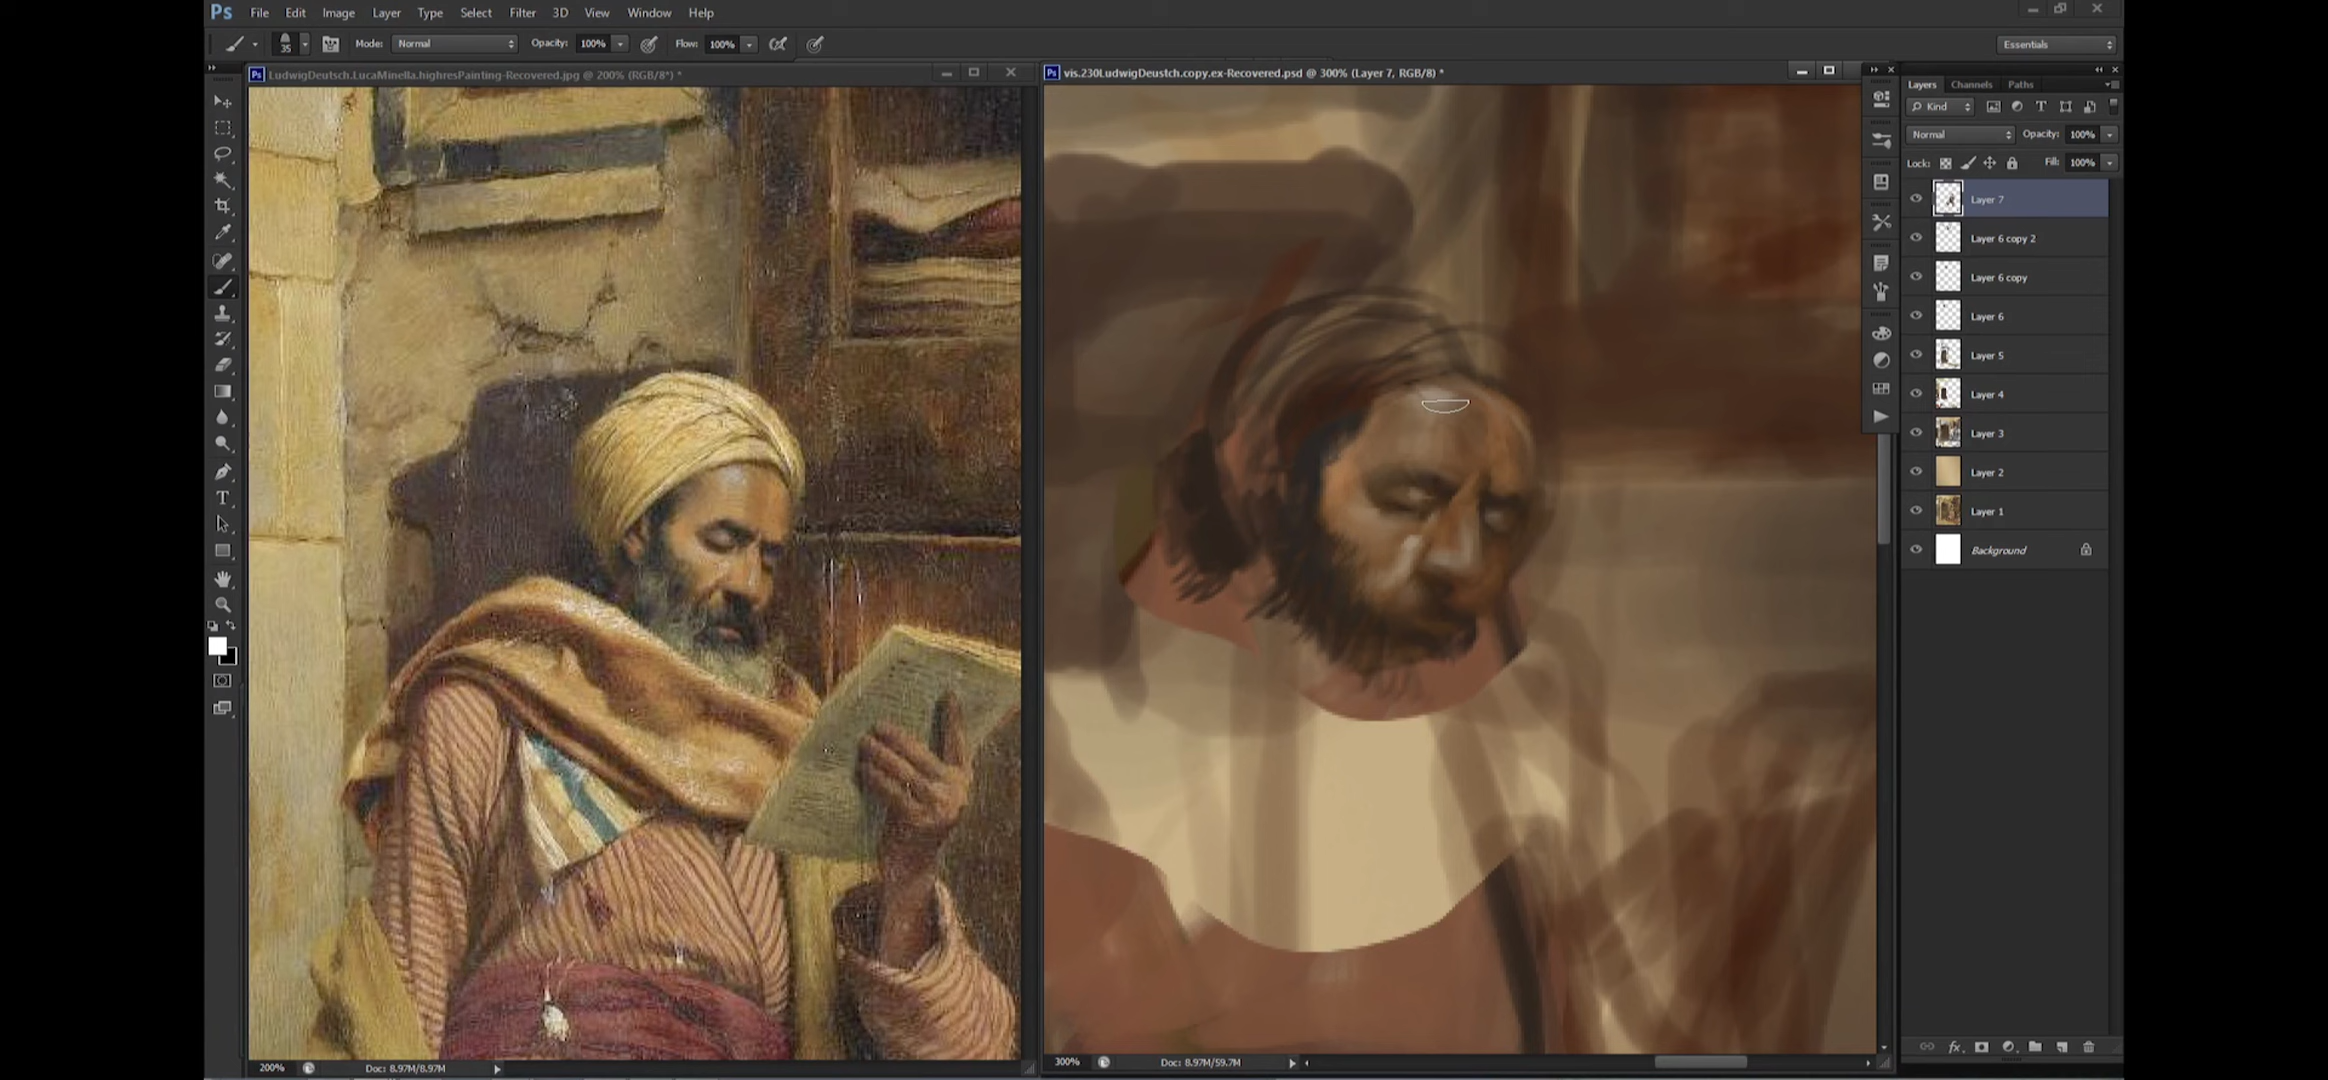 Ps File Edit Image Layer Type Select Filter 3D View Window Help
35 Mode: Normal Opacity: 100% Flow: 100% Essentials
Ps LudwigDeutsch.LucaMinella.highresPainting-Recovered.jpg @ 200% (RGB/8*) *
Ps vis.230LudwigDeustch.copy.ex-Recovered.psd @ 300% (Layer 7, RGB/8) *
Layers Channels Paths
Kind
Normal Opacity: 100%
Lock: Fill: 100%
Layer 7
Layer 6 copy 2
Layer 6 copy
Layer 6
Layer 5
Layer 4
Layer 3
Layer 2
Layer 1
Background
200% Doc: 8.97M/8.97M
300% Doc: 8.97M/59.7M
fx